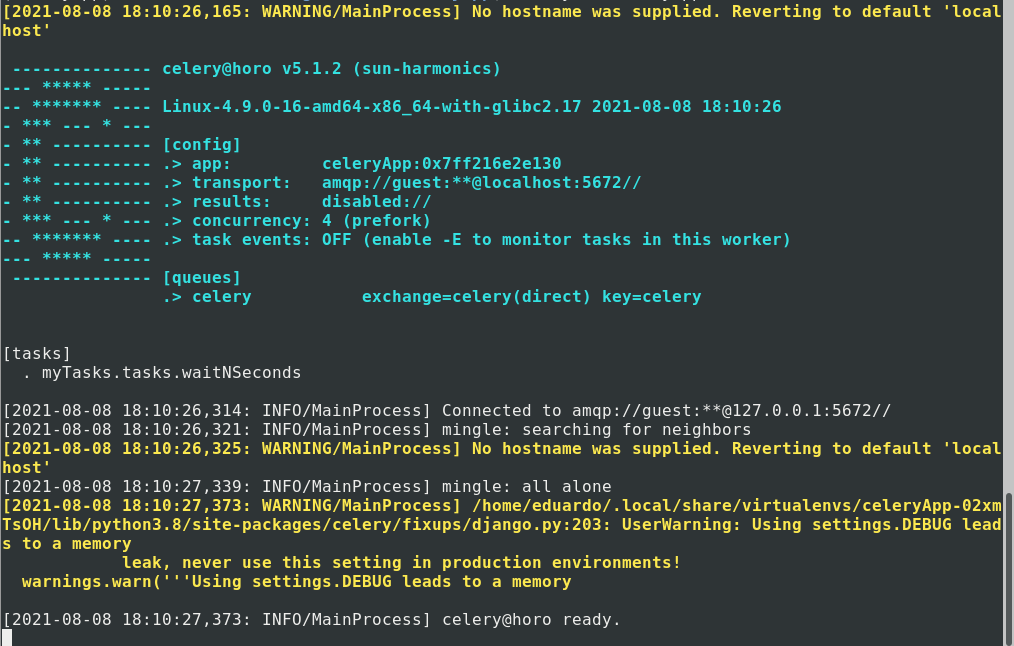 [2021-08-08 18:10:26,165: WARNING/MainProcess] No hostname was supplied. Reverting to default 'local
host'
 -------------- celery@horo v5.1.2 (sun-harmonics)
--- ***** -----
-- ******* ---- Linux-4.9.0-16-amd64-x86_64-with-glibc2.17 2021-08-08 18:10:26
- *** --- * ---
- ** ---------- [config]
- ** ---------- .> app:         celeryApp:0x7ff216e2e130
- ** ---------- .> transport:   amqp://guest:**@localhost:5672//
- ** ---------- .> results:     disabled://
- *** --- * --- .> concurrency: 4 (prefork)
-- ******* ---- .> task events: OFF (enable -E to monitor tasks in this worker)
--- ***** -----
 -------------- [queues]
                .> celery           exchange=celery(direct) key=celery
[tasks]
  . myTasks.tasks.waitNSeconds
[2021-08-08 18:10:26,314: INFO/MainProcess] Connected to amqp://guest:**@127.0.0.1:5672//
[2021-08-08 18:10:26,321: INFO/MainProcess] mingle: searching for neighbors
[2021-08-08 18:10:26,325: WARNING/MainProcess] No hostname was supplied. Reverting to default 'local
host'
[2021-08-08 18:10:27,339: INFO/MainProcess] mingle: all alone
[2021-08-08 18:10:27,373: WARNING/MainProcess] /home/eduardo/.local/share/virtualenvs/celeryApp-02xm
TsOH/lib/python3.8/site-packages/celery/fixups/django.py:203: UserWarning: Using settings.DEBUG lead
s to a memory
            leak, never use this setting in production environments!
  warnings.warn('''Using settings.DEBUG leads to a memory
[2021-08-08 18:10:27,373: INFO/MainProcess] celery@horo ready.